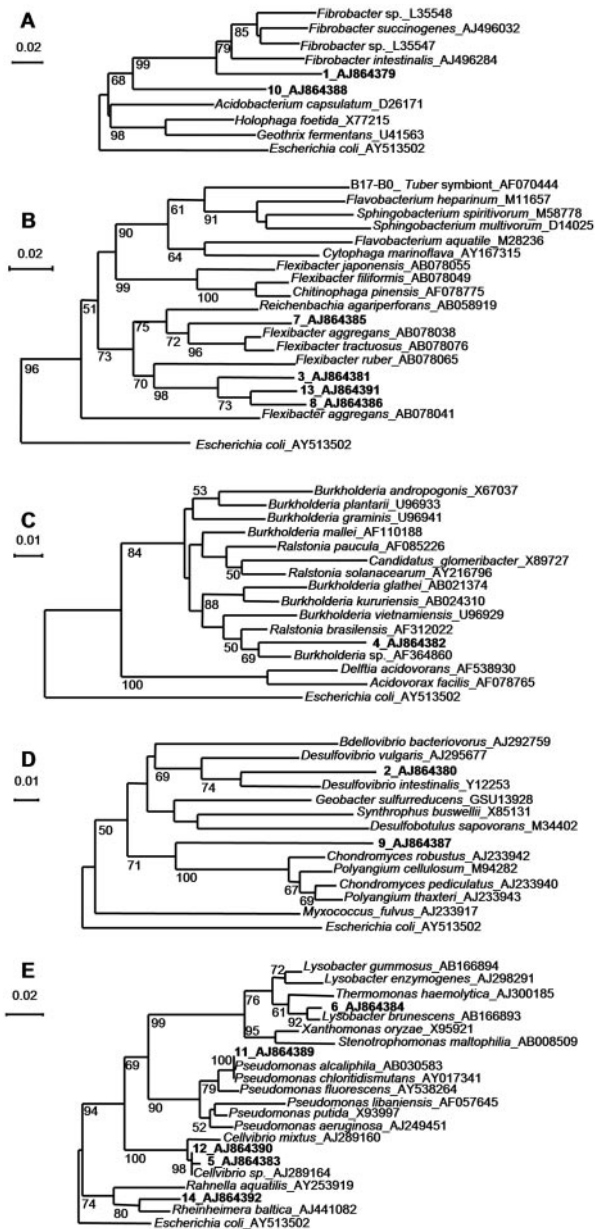 A
0.02
Fibrobacter sp._L35548
85
Fibrobacter succinogenes_AJ496032
79
Fibrobacter sp._L35547
99
Fibrobacter intestinalis_AJ496284
68
1_AJ864379
10_AJ864388
Acidobacterium capsulatum_D26171
98
Holophaga foetida_X77215
Geothrix fermentans_U41563
Escherichia coli_AY513502
B
0.02
B17-B0_ Tuber symbiont_AF070444
61
91
Flavobacterium heparinum_M11657
Sphingobacterium spiritivorum_M58778
Sphingobacterium multivorum_D14025
90
64
Flavobacterium aquatile_M28236
Cytophaga marinoflava_AY167315
99
Flexibacter japonensis_AB078055
100
Flexibacter filiformis_AB078049
Chitinophaga pinensis_AF078775
51
75
Reichenbachia agariperforans_AB058919
72
7_AJ864385
96
Flexibacter aggregans_AB078038
Flexibacter tractuosus_AB078076
73
70
Flexibacter ruber_AB078065
96
98
3_AJ864381
73
13_AJ864391
8_AJ864386
Flexibacter aggregans_AB078041
Escherichia coli_AY513502
C
0.01
53
Burkholderia andropogonis_X67037
Burkholderia plantarii_U96933
Burkholderia graminis_U96941
84
Burkholderia mallei_AF110188
Ralstonia paucula_AF085226
Candidatus_glomeribacter_X89727
50
Ralstonia solanacearum_AY216796
88
Burkholderia glathei_AB021374
Burkholderia kururiensis_AB024310
Burkholderia vietnamiensis_U96929
50
Ralstonia brasilensis_AF312022
69
4_AJ864382
Burkholderia sp._AF364860
100
Delftia acidovorans_AF538930
Acidovorax facilis_AF078765
Escherichia coli_AY513502
D
0.01
Bdellovibrio bacteriovorus_AJ292759
69
Desulfovibrio vulgaris_AJ295677
74
2_AJ864380
Desulfovibrio intestinalis_Y12253
50
Geobacter sulfurreducens_GSU13928
Synthrophus buswellii_X85131
Desulfobotulus sapovorans_M34402
71
9_AJ864387
100
Chondromyces robustus_AJ233942
67
Polyangium cellulosum_M94282
69
Chondromyces pediculatus_AJ233940
Polyangium thaxteri_AJ233943
Myxococcus_fulvus_AJ233917
Escherichia coli_AY513502
E
0.02
72
Lysobacter gummosus_AB166894
Lysobacter enzymogenes_AJ298291
76
Thermomonas haemolytica_AJ300185
61
6_AJ864384
92
Lysobacter brunescens_AB166893
99
95
Xanthomonas oryzae_X95921
Stenotrophomonas maltophilia_AB008509
69
11_AJ864389
100
Pseudomonas alcaliphila_AB030583
Pseudomonas chloritidismutans_AY017341
79
Pseudomonas fluorescens_AY538264
90
Pseudomonas libaniensis_AF057645
Pseudomonas putida_X93997
52
Pseudomonas aeruginosa_AJ249451
94
Cellvibrio mixtus_AJ289160
100
12_AJ864390
98
5_AJ864383
Cellvibrio sp._AJ289164
Rahnella aquatilis_AY253919
74
14_AJ864392
80
Rheinheimera baltica_AJ441082
Escherichia coli_AY513502